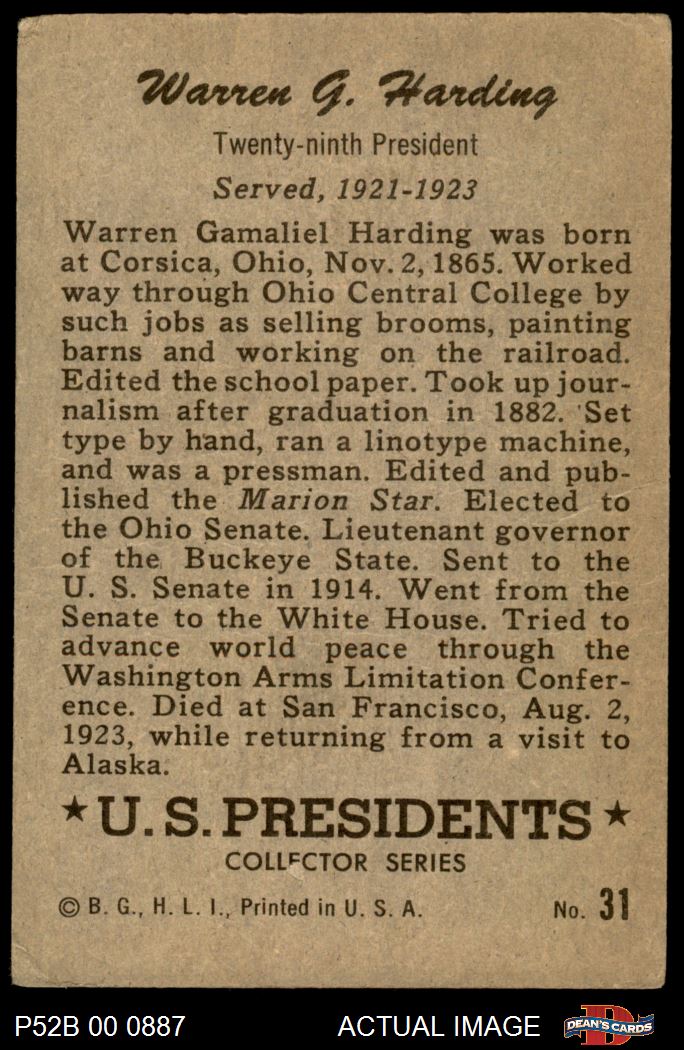 Warren G. Harding
Twenty-ninth President
Served, 1921-1923
Warren Gamaliel Harding was born
at Corsica, Ohio, Nov. 2, 1865. Worked
way through Ohio Central College by
such jobs as selling brooms, painting
barns and working on the railroad.
Edited the school paper. Took up jour-
nalism after graduation in 1882. Set
type by hand, ran a linotype machine,
and was a pressman. Edited and pub-
lished the Marion Star. Elected to
the Ohio Senate. Lieutenant governor
of the Buckeye State. Sent to the
U. S. Senate in 1914. Went from the
Senate to the White House. Tried to
advance world peace through the
Washington Arms Limitation Confer-
ence. Died at San Francisco, Aug. 2,
1923, while returning from a visit to
Alaska.
★ U.S. PRESIDENTS ★
COLLECTOR SERIES
© B. G., H. L. I., Printed in U. S. A. No. 31
P52B 00 0887 ACTUAL IMAGE D DEAN'S CARDS